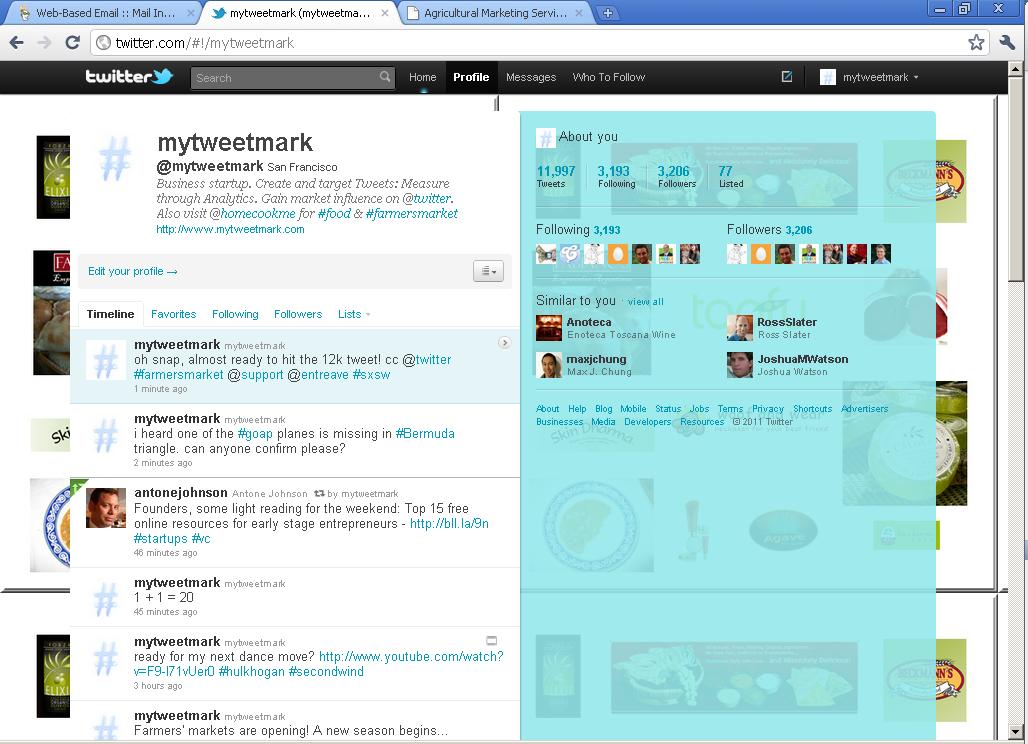 Web-Based Email :: Mail In...
mytweetmark (mytweetma...
Agricultural Marketing Servi...
twitter.com/#!/mytweetmark
twitter
Search
Home
Profile
Messages
Who To Follow
mytweetmark
mytweetmark
@mytweetmark San Francisco
Business startup. Create and target Tweets: Measure
through Analytics. Gain market influence on @twitter.
Also visit @homecookme for #food & #farmersmarket
http://www.mytweetmark.com
Edit your profile →
Timeline Favorites Following Followers Lists
mytweetmark mytweetmark
oh snap, almost ready to hit the 12k tweet! cc @twitter
#farmersmarket @support @entreave #sxsw
1 minute ago
mytweetmark mytweetmark
i heard one of the #goap planes is missing in #Bermuda
triangle. can anyone confirm please?
2 minutes ago
antonejohnson Antone Johnson by mytweetmark
Founders, some light reading for the weekend: Top 15 free
online resources for early stage entrepreneurs - http://bll.la/9n
#startups #vc
46 minutes ago
mytweetmark mytweetmark
1 + 1 = 20
45 minutes ago
mytweetmark mytweetmark
ready for my next dance move? http://www.youtube.com/watch?
v=F9-I71vUer0 #hulkhogan #secondwind
3 hours ago
mytweetmark mytweetmark
Farmers' markets are opening! A new season begins...
About you
11,997 3,193 3,206 77
Tweets Following Followers Listed
Following 3,193
Followers 3,206
Similar to you · view all
Anoteca
Enoteca Toscana Wine
RossSlater
Ross Slater
maxjchung
Max J. Chung
JoshuaMWatson
Joshua Watson
About Help Blog Mobile Status Jobs Terms Privacy Shortcuts Advertisers
Businesses Media Developers Resources © 2011 Twitter
ELIXI
FA
Ski
Skin Dharma
toofu
Agave
BECKMANN'S
ELIXI
BECKMANN'S